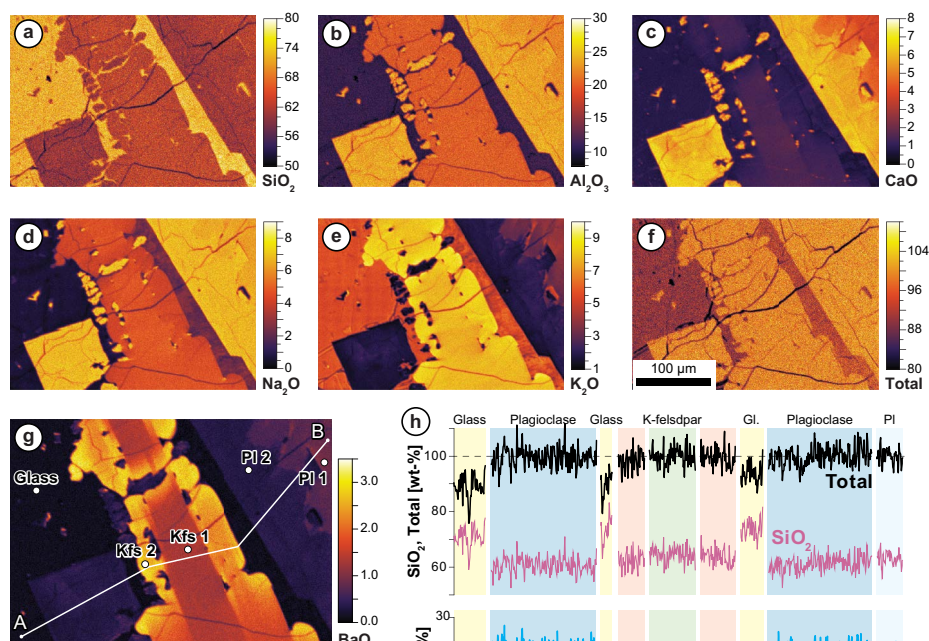 a
80
74
68
62
56
50
SiO₂
b
30
25
20
15
10
Al₂O₃
c
8
7
6
5
4
3
2
1
0
CaO
d
8
6
4
2
0
Na₂O
e
9
7
5
3
1
K₂O
f
104
96
88
80
Total
100 µm
g
B
Pl 2
Pl 1
Glass
Kfs 1
Kfs 2
A
3.0
2.0
1.0
0.0
BaO
h
Glass Plagioclase Glass K-felsdpar Gl. Plagioclase Pl
SiO₂, Total [wt-%]
100
80
60
Total
SiO₂
30
%]